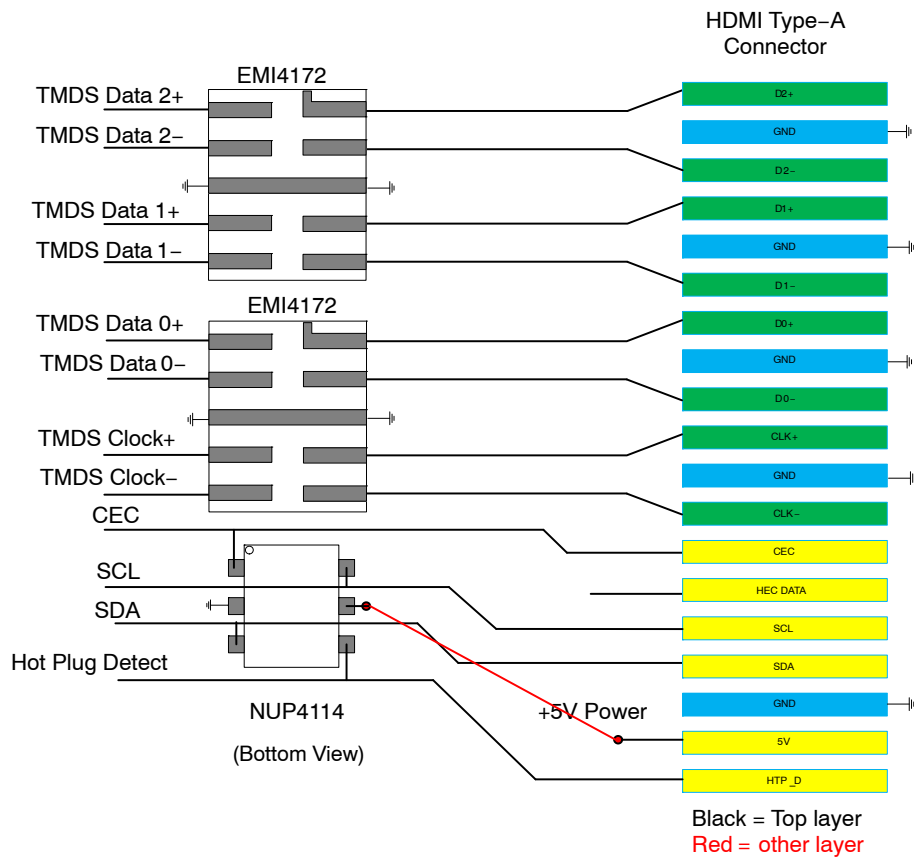 HDMI Type−A
Connector
EMI4172
TMDS Data 2+
TMDS Data 2−
TMDS Data 1+
TMDS Data 1−
EMI4172
TMDS Data 0+
TMDS Data 0−
TMDS Clock+
TMDS Clock−
CEC
SCL
SDA
Hot Plug Detect
NUP4114
(Bottom View)
+5V Power
D2+
GND
D2−
D1+
GND
D1−
D0+
GND
D0−
CLK+
GND
CLK−
CEC
HEC DATA
SCL
SDA
GND
5V
HTP_D
Black = Top layer
Red = other layer